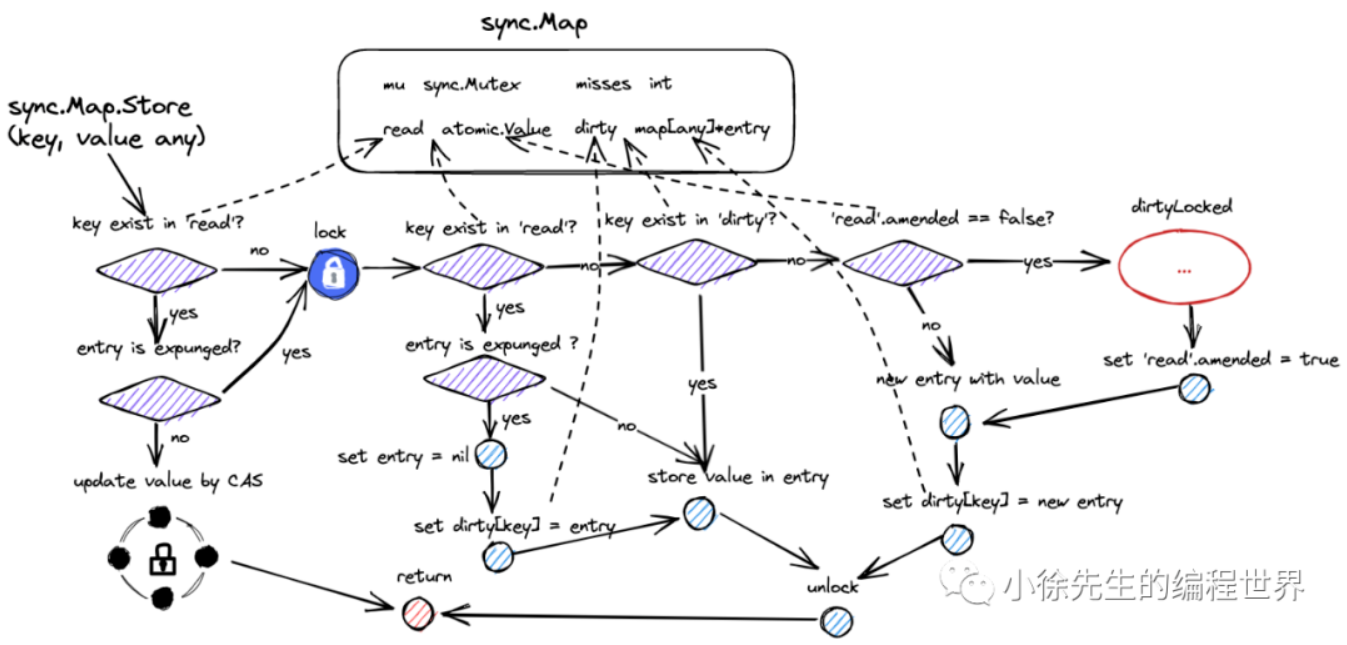 sync.Map
mu sync.Mutex misses int
read atomic.Value dirty map[any]*entry
sync.Map.Store
(key, value any)
key exist in 'read'?
no
lock
key exist in 'read'?
no
key exist in 'dirty'?
no
'read'.amended == false?
yes
dirtyLocked
...
yes
entry is expunged?
yes
no
update value by CAS
yes
entry is expunged ?
yes
no
set entry = nil
set dirty[key] = entry
yes
store value in entry
no
new entry with value
set 'read'.amended = true
set dirty[key] = new entry
unlock
return
小徐先生的编程世界